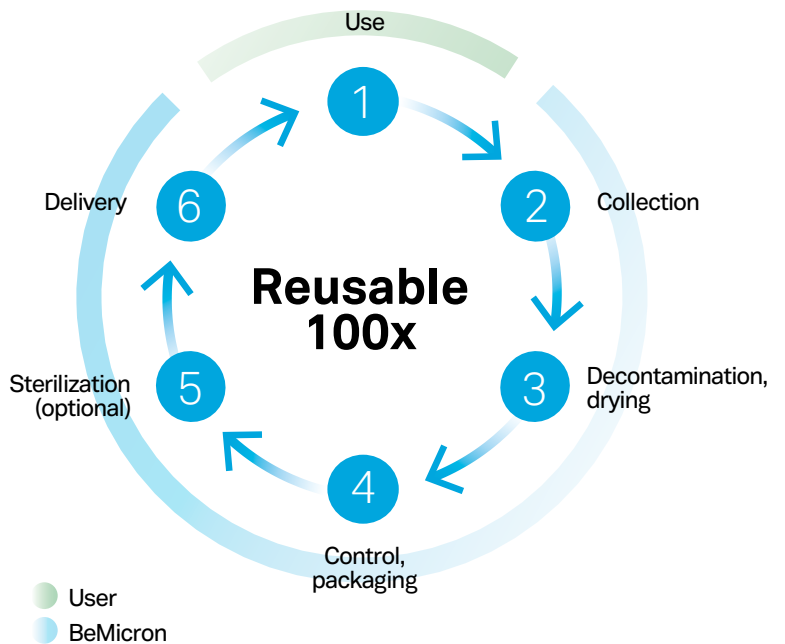 Use
1
2
Collection
3
Decontamination,
drying
4
Control,
packaging
5
Sterilization
(optional)
6
Delivery
Reusable
100x
User
BeMicron